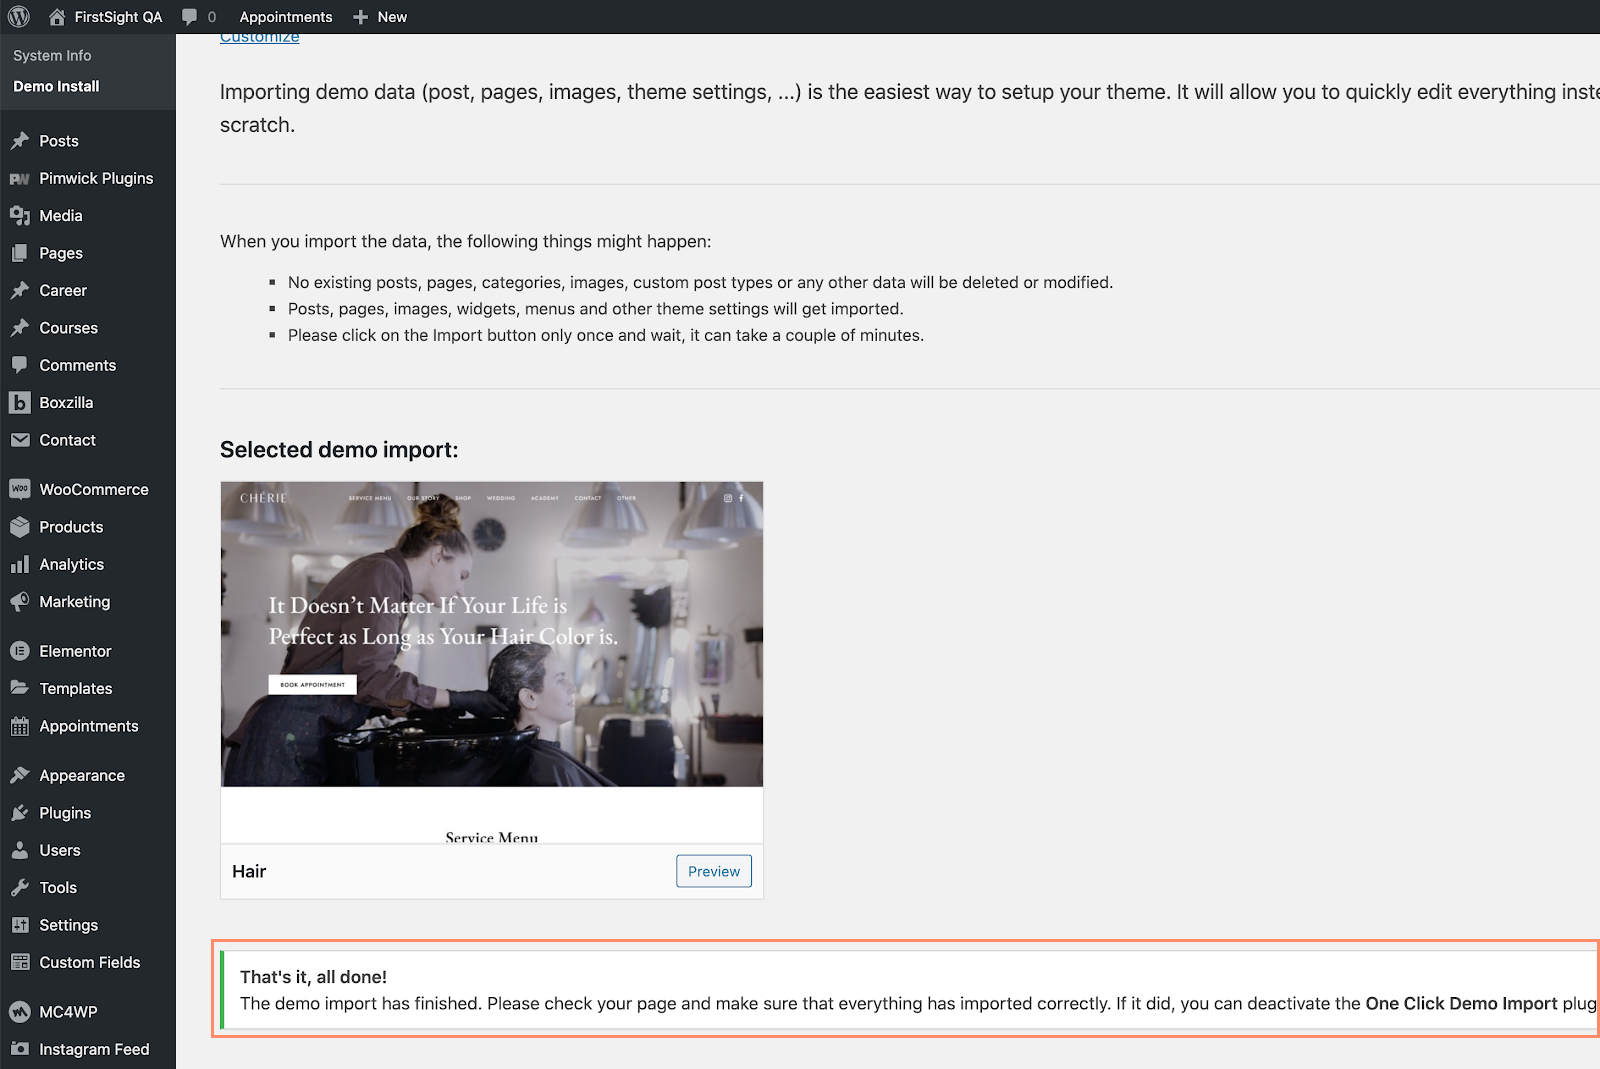 FirstSight QA 0 Appointments New
System Info
Demo Install
Posts
Pimwick Plugins
Media
Pages
Career
Courses
Comments
Boxzilla
Contact
WooCommerce
Products
Analytics
Marketing
Elementor
Templates
Appointments
Appearance
Plugins
Users
Tools
Settings
Custom Fields
MC4WP
Instagram Feed
Customize
Importing demo data (post, pages, images, theme settings, ...) is the easiest way to setup your theme. It will allow you to quickly edit everything inste
scratch.
When you import the data, the following things might happen:
No existing posts, pages, categories, images, custom post types or any other data will be deleted or modified.
Posts, pages, images, widgets, menus and other theme settings will get imported.
Please click on the Import button only once and wait, it can take a couple of minutes.
Selected demo import:
CHÉRIE SERVICE MENU OUR STORY SHOP WEDDING ACADEMY CONTACT OTHER
It Doesn't Matter If Your Life is
Perfect as Long as Your Hair Color is.
BOOK APPOINTMENT
Service Menu
Hair Preview
That's it, all done!
The demo import has finished. Please check your page and make sure that everything has imported correctly. If it did, you can deactivate the One Click Demo Import plug